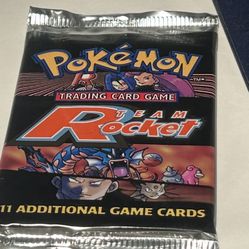 POKéMON
TRADING CARD GAME
TEAM
ROCKET
11 ADDITIONAL GAME CARDS